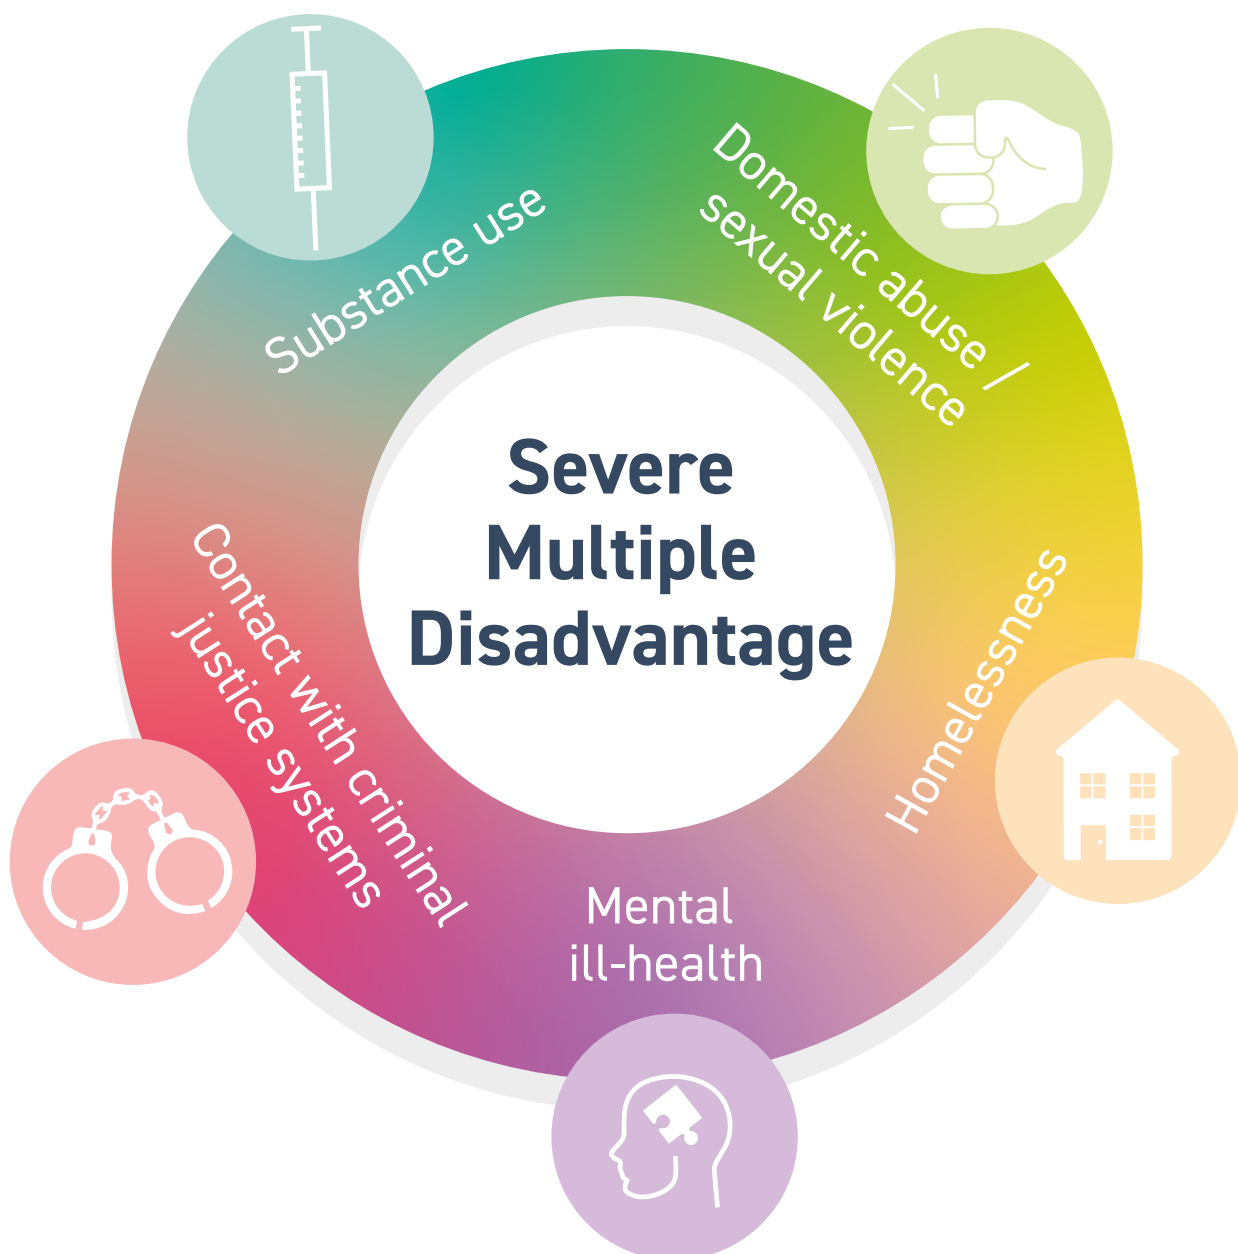 Severe
Multiple
Disadvantage
Substance use
Domestic abuse /
sexual violence
Homelessness
Mental
ill-health
Contact with criminal
justice systems